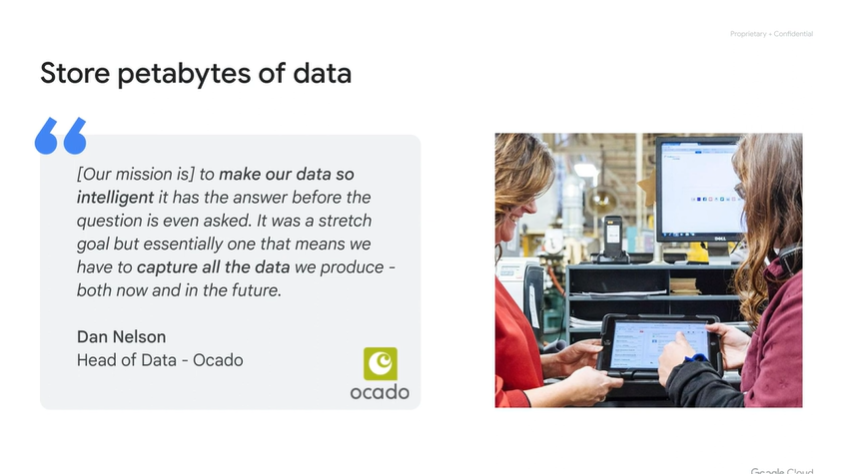 Proprietary + Confidential
Store petabytes of data
[Our mission is] to make our data so
intelligent it has the answer before the
question is even asked. It was a stretch
goal but essentially one that means we
have to capture all the data we produce -
both now and in the future.
Dan Nelson
Head of Data - Ocado
ocado
DELL
Google Cloud